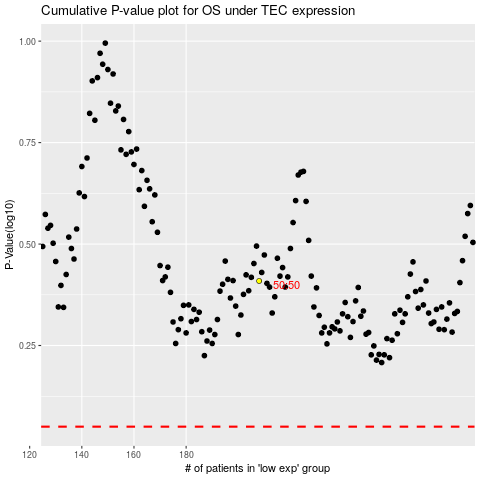 Cumulative P-value plot for OS under TEC expression
P-Value(log10)
1.00
0.75
0.50
0.25
50:50
120 140 160 180
# of patients in 'low exp' group